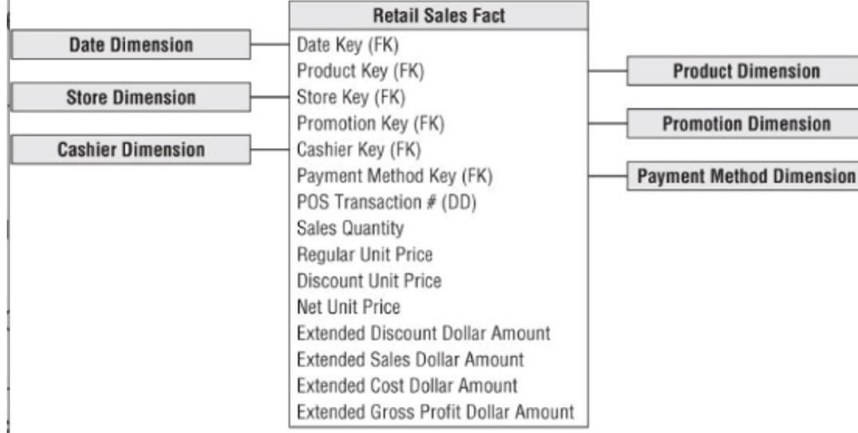 Retail Sales Fact
Date Dimension
Date Key (FK)
Product Key (FK)
Product Dimension
Store Dimension
Store Key (FK)
Promotion Key (FK)
Promotion Dimension
Cashier Dimension
Cashier Key (FK)
Payment Method Key (FK)
Payment Method Dimension
POS Transaction # (DD)
Sales Quantity
Regular Unit Price
Discount Unit Price
Net Unit Price
Extended Discount Dollar Amount
Extended Sales Dollar Amount
Extended Cost Dollar Amount
Extended Gross Profit Dollar Amount